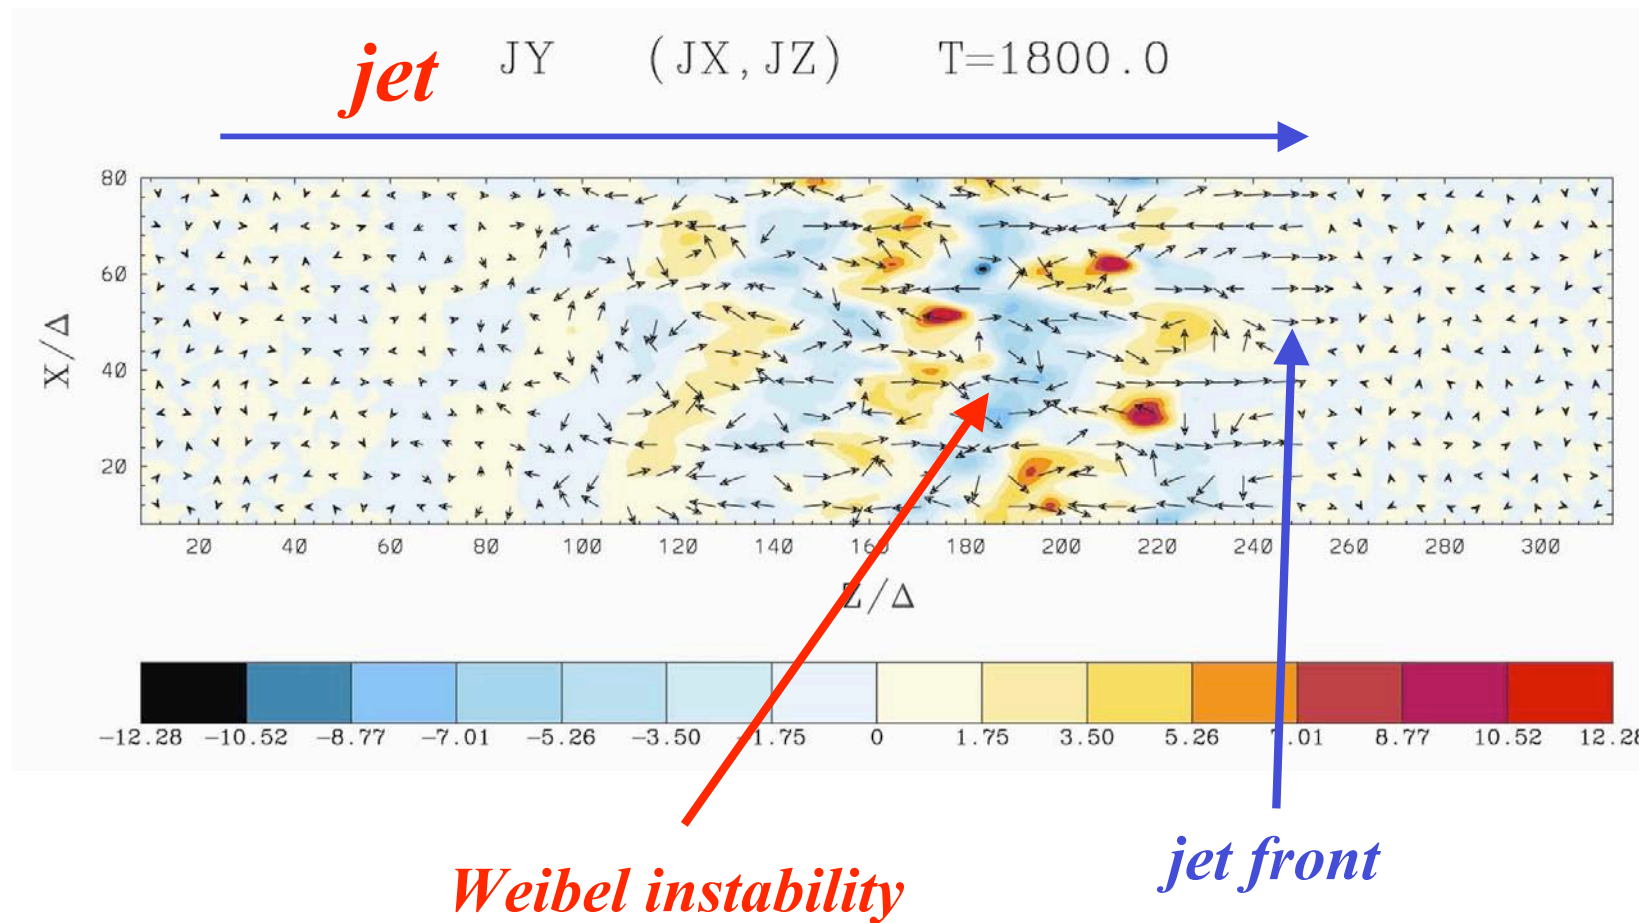 jet JY (JX,JZ) T=1800.0
80
60
40
20
X/Δ
20 40 60 80 100 120 140 160 180 200 220 240 260 280 300
Z/Δ
−12.28 −10.52 −8.77 −7.01 −5.26 −3.50 −1.75 0 1.75 3.50 5.26 7.01 8.77 10.52 12.28
jet front
Weibel instability